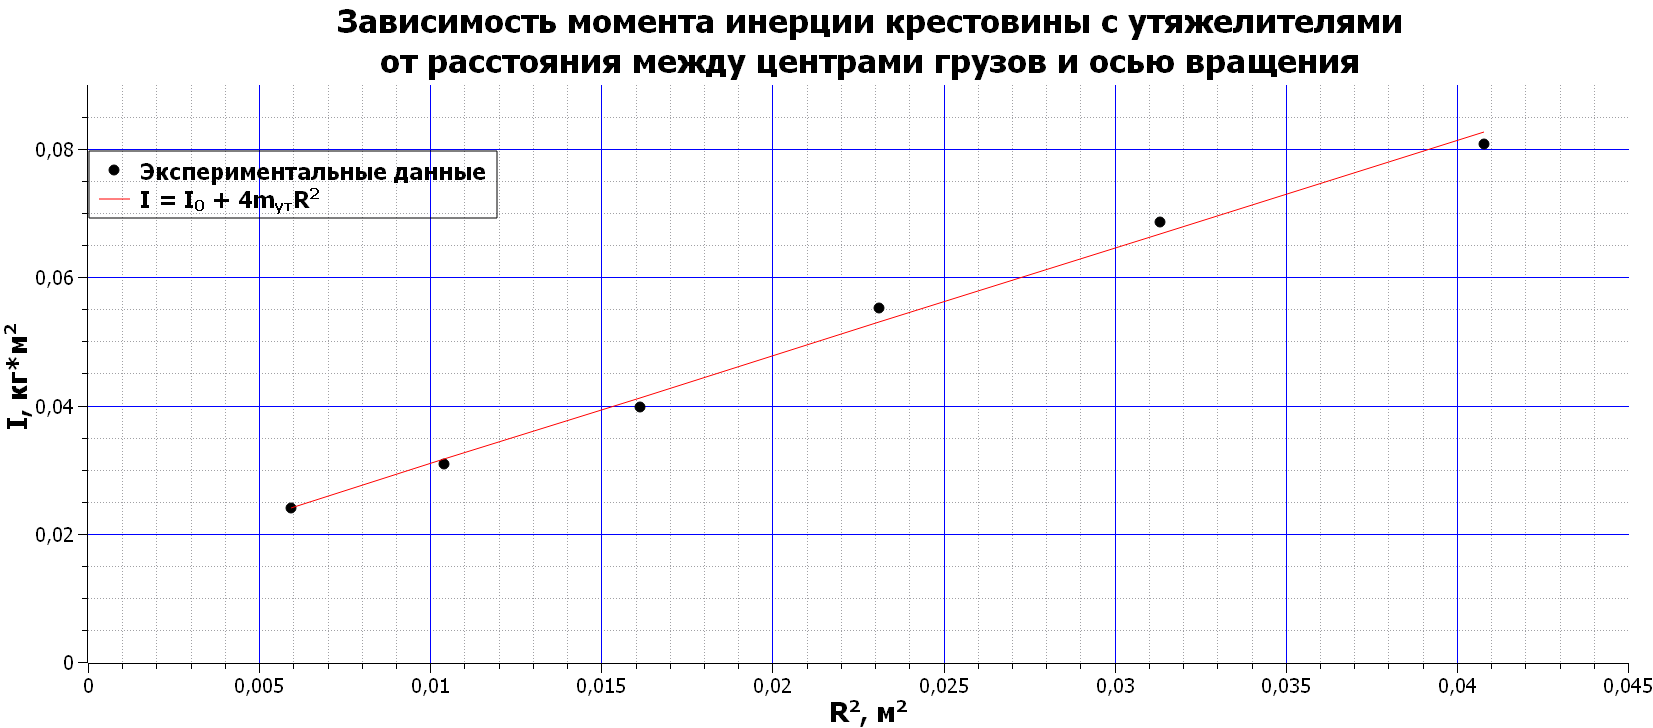 Зависимость момента инерции крестовины с утяжелителями
от расстояния между центрами грузов и осью вращения
Экспериментальные данные
I = I₀ + 4mᵧₜR²
I, кг*м²
0,08
0,06
0,04
0,02
0
0 0,005 0,01 0,015 0,02 0,025 0,03 0,035 0,04 0,045
R², м²